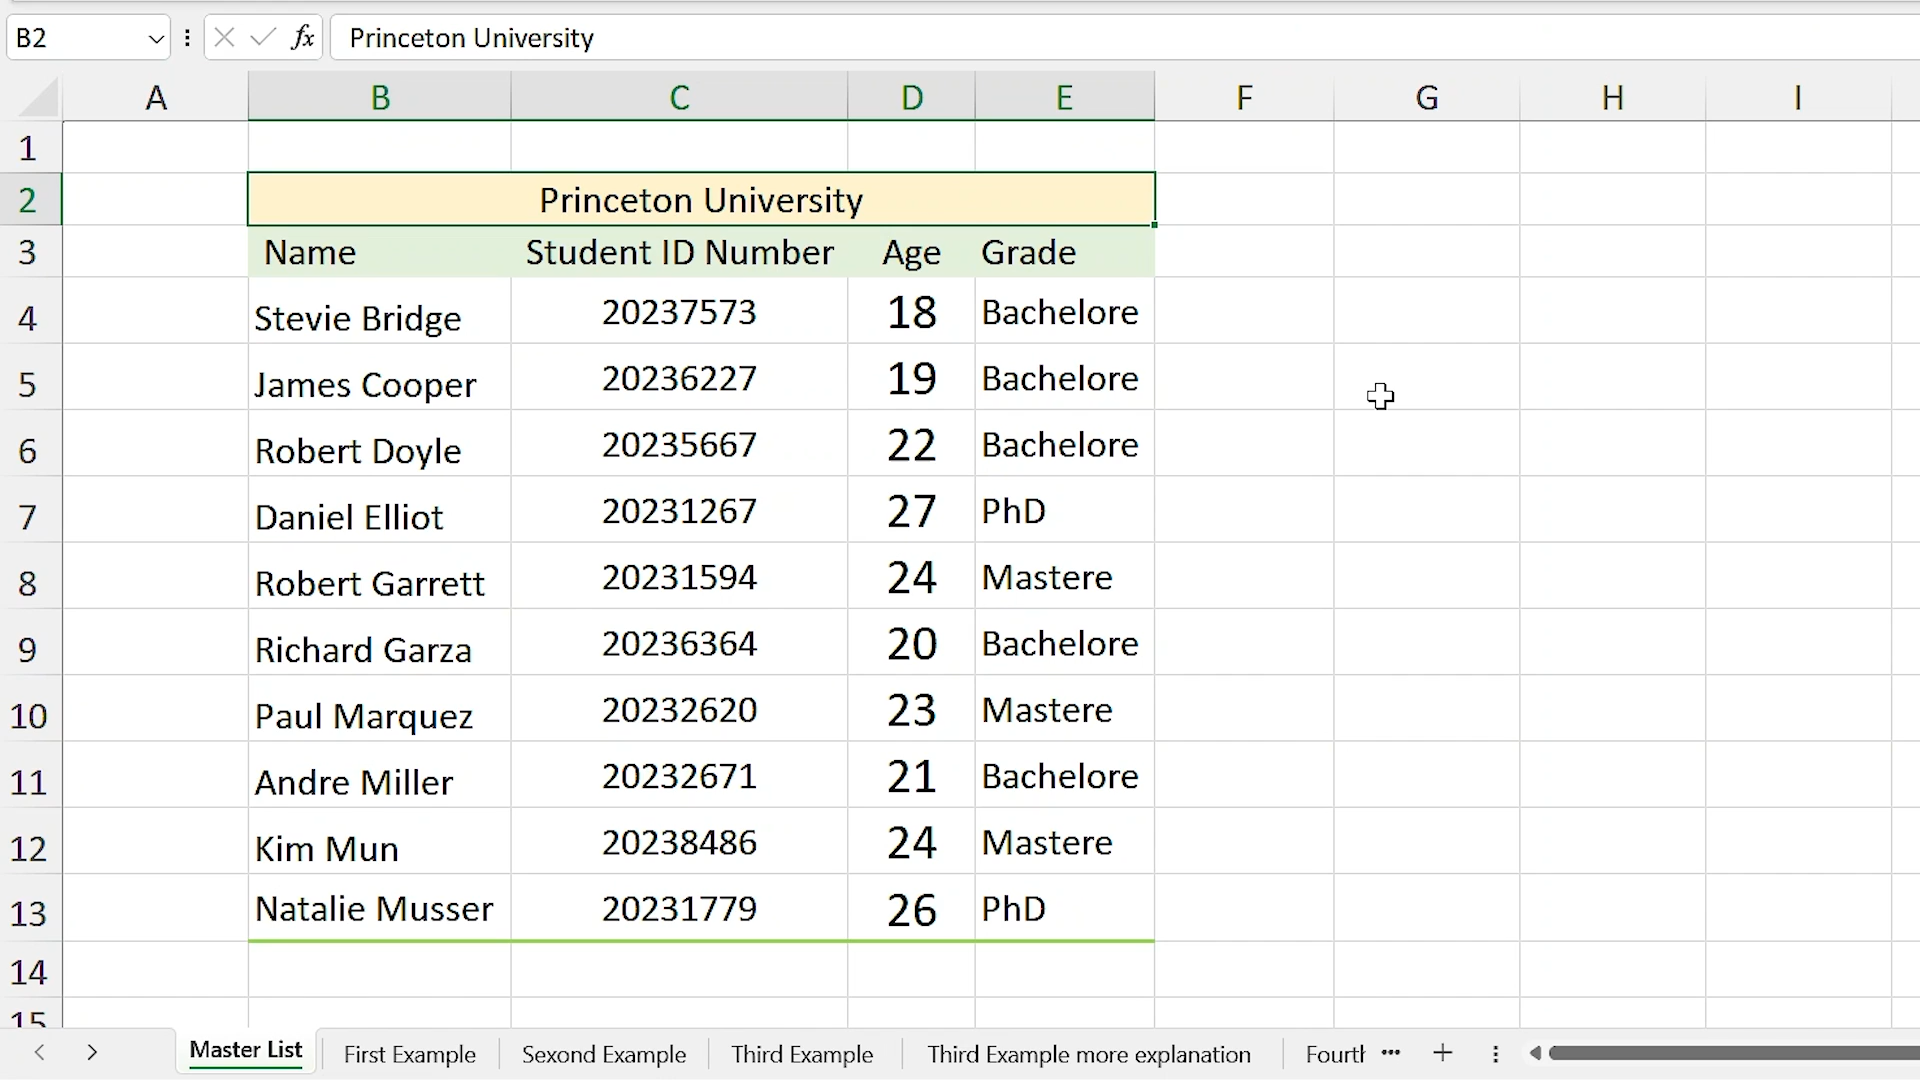 B2 fx Princeton University
A B C D E F G H I
1
2 Princeton University
3 Name Student ID Number Age Grade
4 Stevie Bridge 20237573 18 Bachelore
5 James Cooper 20236227 19 Bachelore
6 Robert Doyle 20235667 22 Bachelore
7 Daniel Elliot 20231267 27 PhD
8 Robert Garrett 20231594 24 Mastere
9 Richard Garza 20236364 20 Bachelore
10 Paul Marquez 20232620 23 Mastere
11 Andre Miller 20232671 21 Bachelore
12 Kim Mun 20238486 24 Mastere
13 Natalie Musser 20231779 26 PhD
14
15
Master List First Example Sexond Example Third Example Third Example more explanation Fourth ...